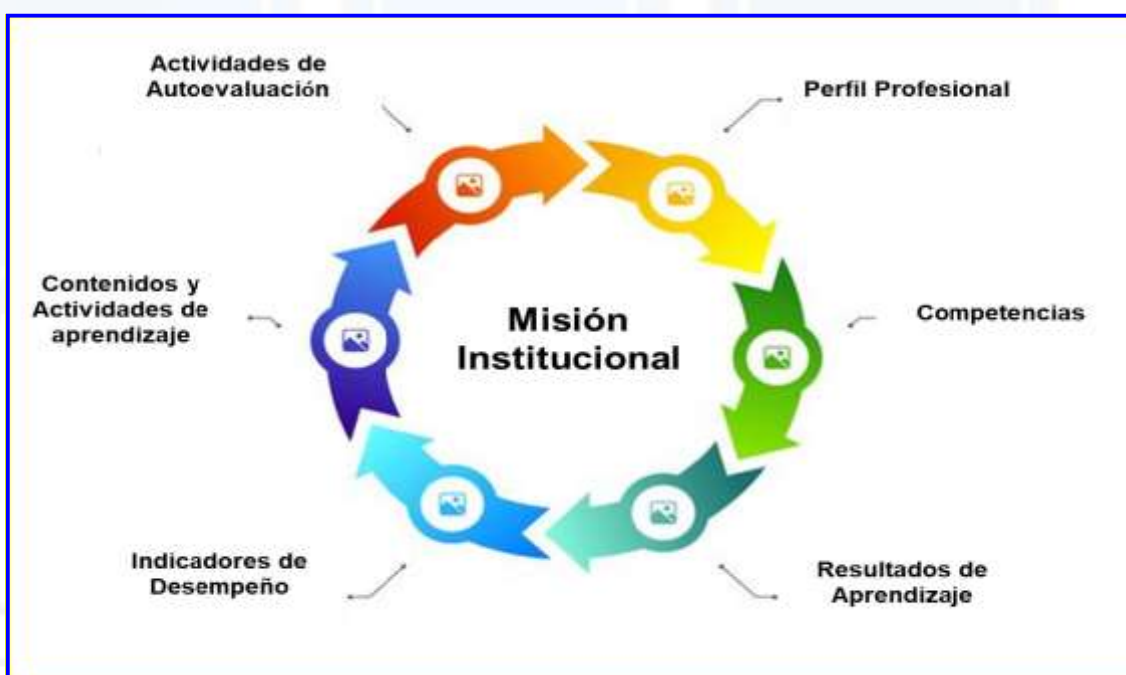 Actividades de
Autoevaluación
Perfil Profesional
Contenidos y
Actividades de
aprendizaje
Misión
Institucional
Competencias
Indicadores de
Desempeño
Resultados de
Aprendizaje